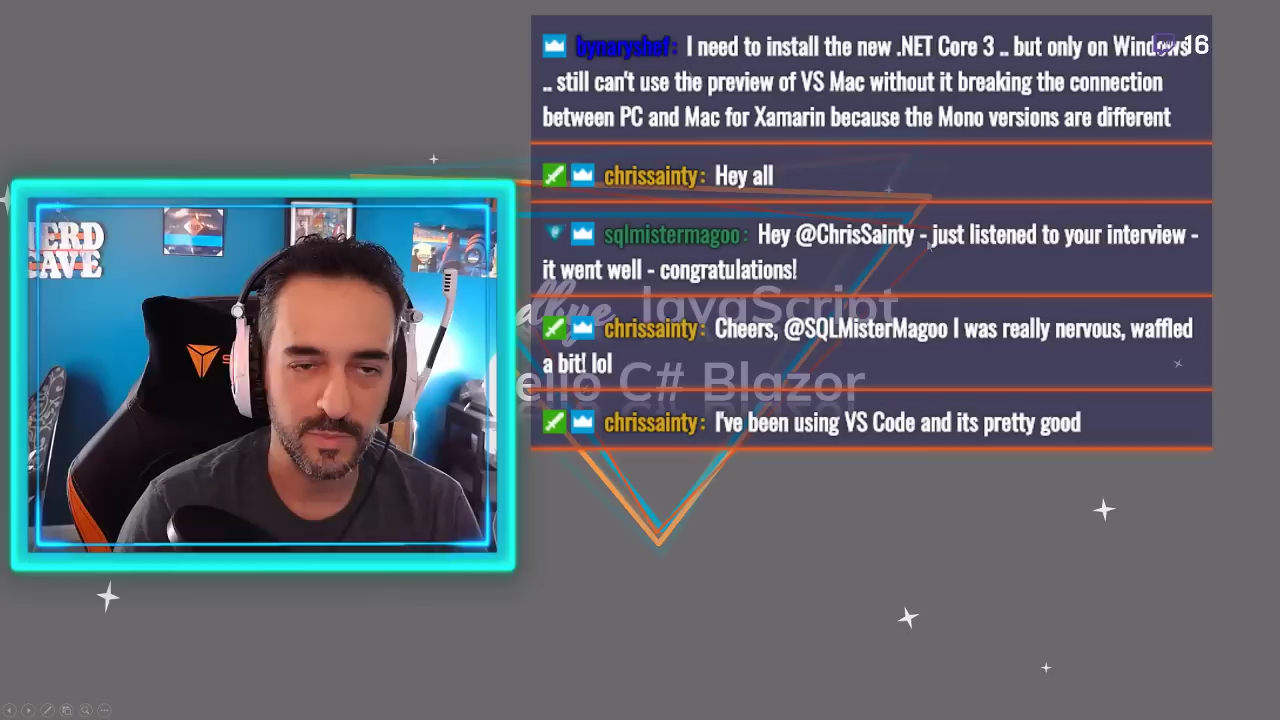 bynaryshef: I need to install the new .NET Core 3 .. but only on Windows
16
.. still can't use the preview of VS Mac without it breaking the connection
between PC and Mac for Xamarin because the Mono versions are different
chrissainty: Hey all
sqlmistermagoo: Hey @ChrisSainty - just listened to your interview -
it went well - congratulations!
JavaScript
chrissainty: Cheers, @SQLMisterMagoo I was really nervous, waffled
a bit! lol
C# Blazor
chrissainty: I've been using VS Code and its pretty good
ERD
CAVE